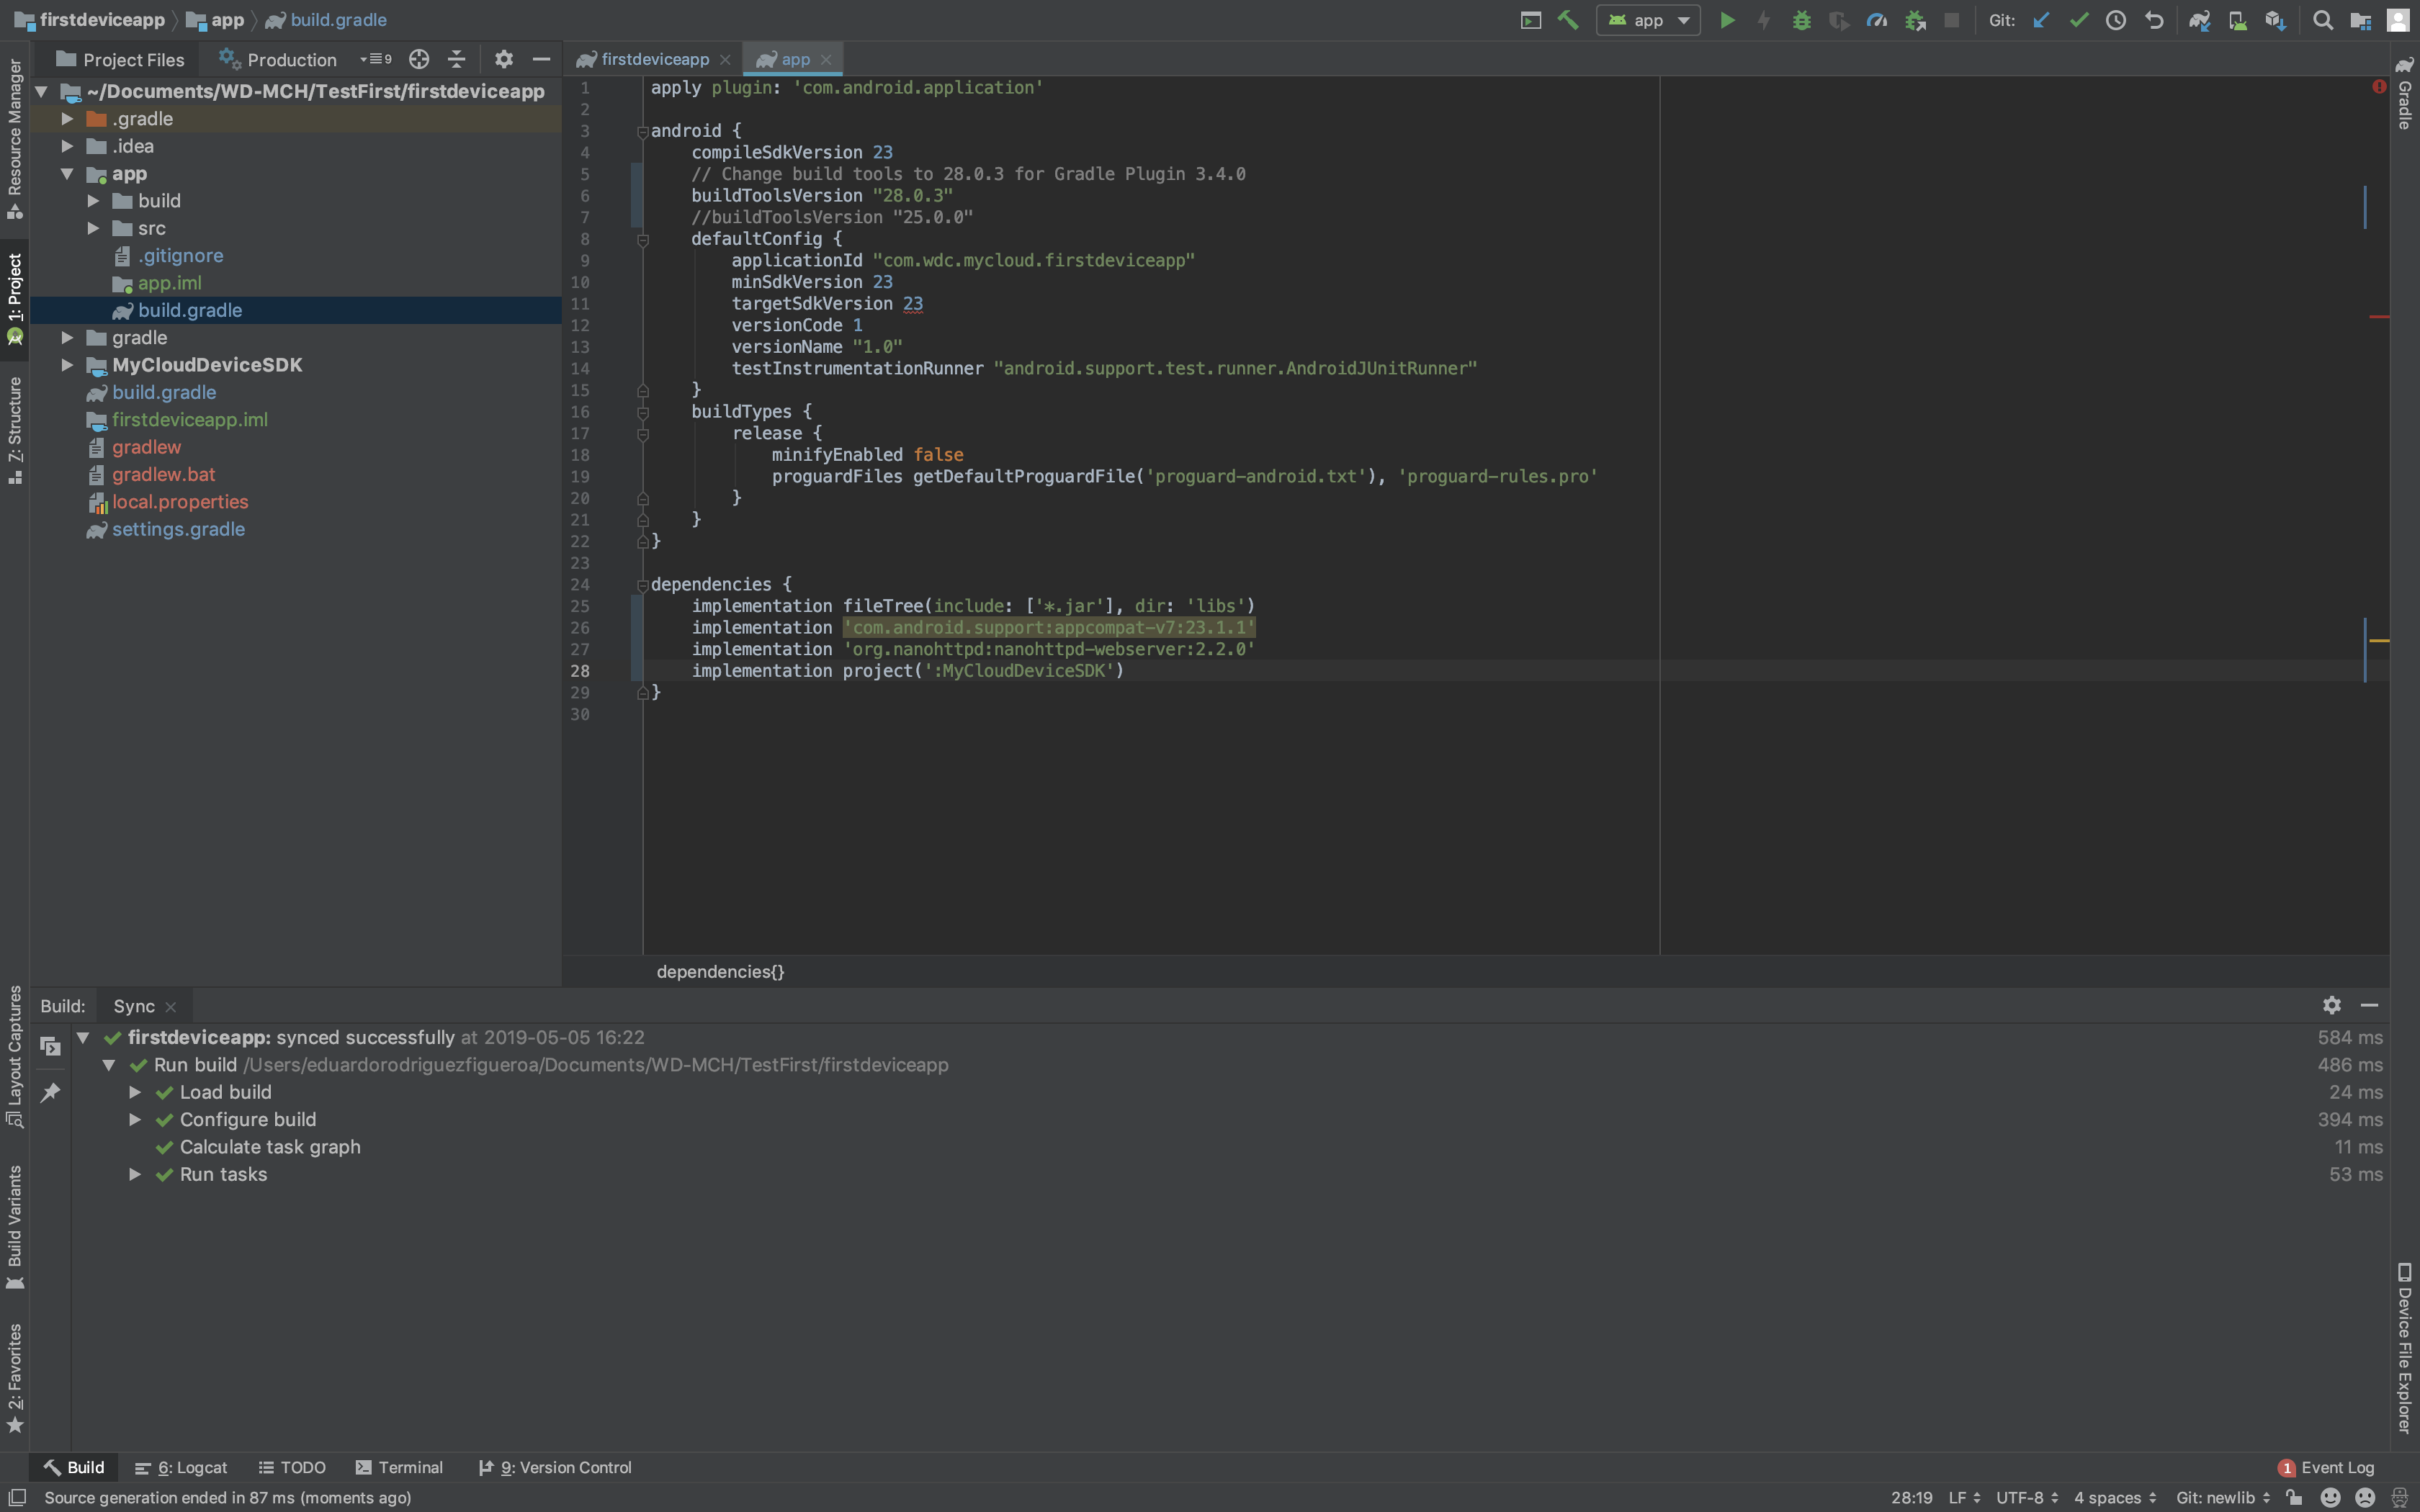 firstdeviceapp app build.gradle
app
Git:
Project Files Production 9
firstdeviceapp app
~/Documents/WD-MCH/TestFirst/firstdeviceapp
.gradle
.idea
app
build
src
.gitignore
app.iml
build.gradle
gradle
MyCloudDeviceSDK
build.gradle
firstdeviceapp.iml
gradlew
gradlew.bat
local.properties
settings.gradle
Resource Manager
1: Project
7: Structure
Layout Captures
Build Variants
2: Favorites
1 apply plugin: 'com.android.application'
2
3 android {
4 compileSdkVersion 23
5 // Change build tools to 28.0.3 for Gradle Plugin 3.4.0
6 buildToolsVersion "28.0.3"
7 //buildToolsVersion "25.0.0"
8 defaultConfig {
9 applicationId "com.wdc.mycloud.firstdeviceapp"
10 minSdkVersion 23
11 targetSdkVersion 23
12 versionCode 1
13 versionName "1.0"
14 testInstrumentationRunner "android.support.test.runner.AndroidJUnitRunner"
15 }
16 buildTypes {
17 release {
18 minifyEnabled false
19 proguardFiles getDefaultProguardFile('proguard-android.txt'), 'proguard-rules.pro'
20 }
21 }
22 }
23
24 dependencies {
25 implementation fileTree(include: ['*.jar'], dir: 'libs')
26 implementation 'com.android.support:appcompat-v7:23.1.1'
27 implementation 'org.nanohttpd:nanohttpd-webserver:2.2.0'
28 implementation project(':MyCloudDeviceSDK')
29 }
30
dependencies{}
Gradle
Device File Explorer
Build: Sync
firstdeviceapp: synced successfully at 2019-05-05 16:22 584 ms
Run build /Users/eduardorodriguezfigueroa/Documents/WD-MCH/TestFirst/firstdeviceapp 486 ms
Load build 24 ms
Configure build 394 ms
Calculate task graph 11 ms
Run tasks 53 ms
Build 6: Logcat TODO Terminal 9: Version Control 1 Event Log
Source generation ended in 87 ms (moments ago) 28:19 LF UTF-8 4 spaces Git: newlib